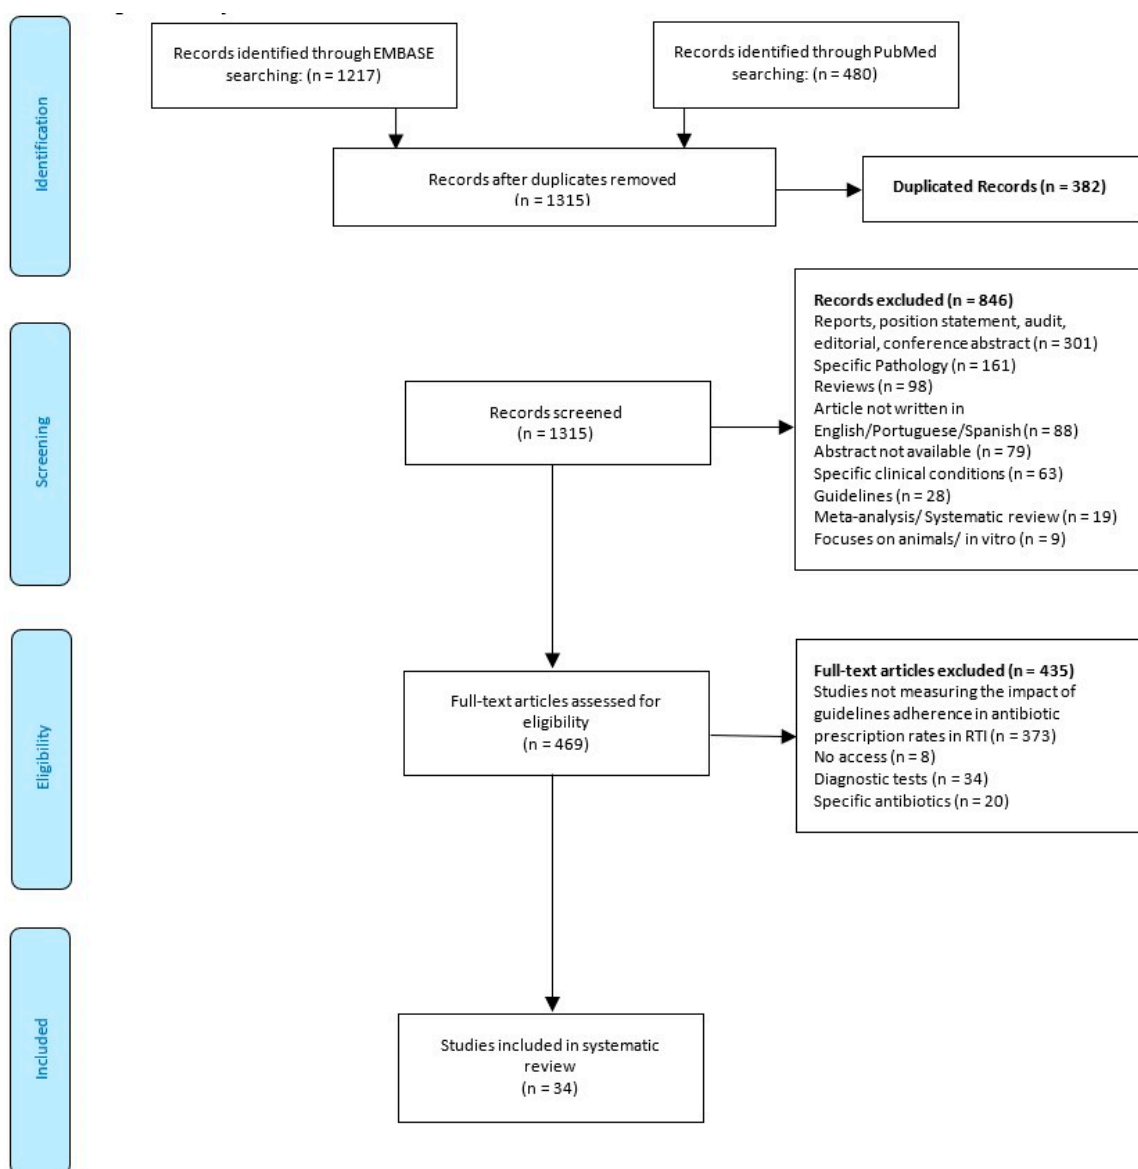 Records identified through EMBASE
searching: (n = 1217)
Records identified through PubMed
searching: (n = 480)
Identification
Records after duplicates removed
(n = 1315)
Duplicated Records (n = 382)
Screening
Records screened
(n = 1315)
Records excluded (n = 846)
Reports, position statement, audit,
editorial, conference abstract (n = 301)
Specific Pathology (n = 161)
Reviews (n = 98)
Article not written in
English/Portuguese/Spanish (n = 88)
Abstract not available (n = 79)
Specific clinical conditions (n = 63)
Guidelines (n = 28)
Meta-analysis/ Systematic review (n = 19)
Focuses on animals/ in vitro (n = 9)
Eligibility
Full-text articles assessed for
eligibility
(n = 469)
Full-text articles excluded (n = 435)
Studies not measuring the impact of
guidelines adherence in antibiotic
prescription rates in RTI (n = 373)
No access (n = 8)
Diagnostic tests (n = 34)
Specific antibiotics (n = 20)
Included
Studies included in systematic
review
(n = 34)